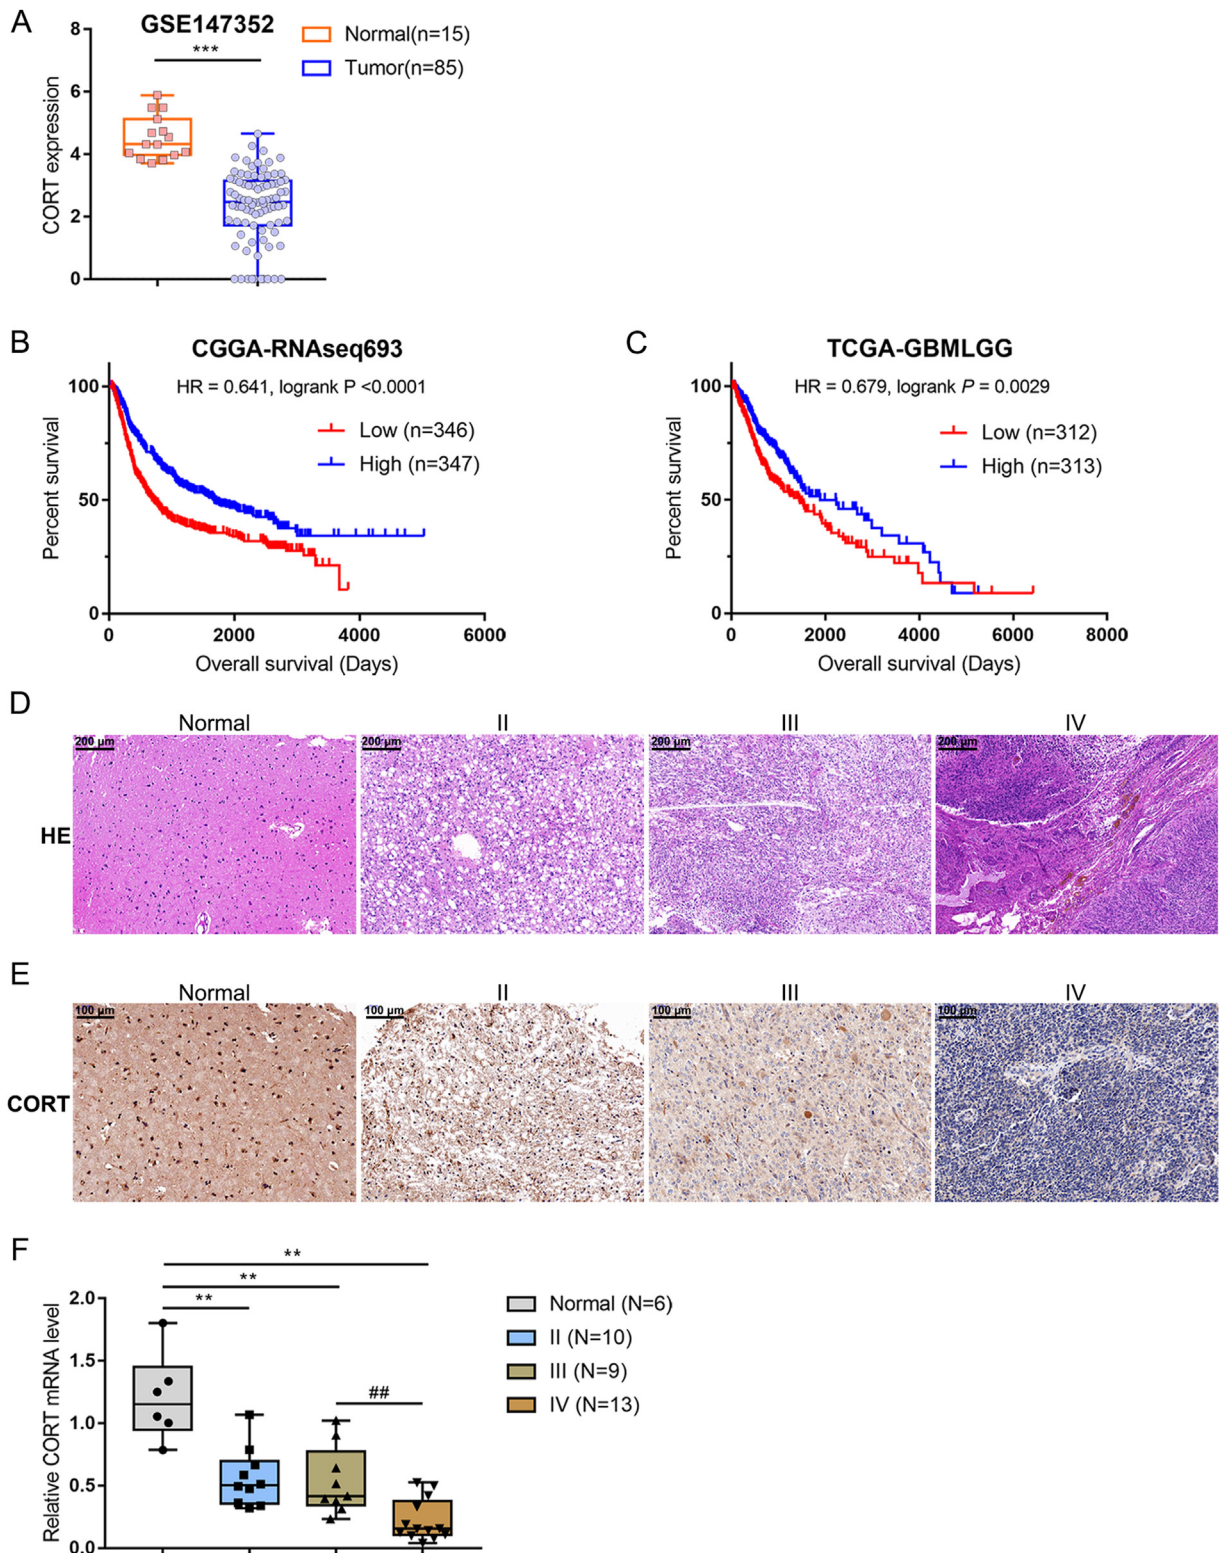 A
GSE147352
***
Normal(n=15)
Tumor(n=85)
CORT expression
8
6
4
2
0
B
CGGA-RNAseq693
HR = 0.641, logrank P <0.0001
Low (n=346)
High (n=347)
Percent survival
100
50
0
0 2000 4000 6000
Overall survival (Days)
C
TCGA-GBMLGG
HR = 0.679, logrank P = 0.0029
Low (n=312)
High (n=313)
Percent survival
100
50
0
0 2000 4000 6000 8000
Overall survival (Days)
D
Normal II III IV
HE
200 μm 200 μm 200 μm 200 μm
E
Normal II III IV
CORT
100 μm 100 μm 100 μm 100 μm
F
**
**
**
##
Relative CORT mRNA level
2.0
1.5
1.0
0.5
0.0
Normal (N=6)
II (N=10)
III (N=9)
IV (N=13)